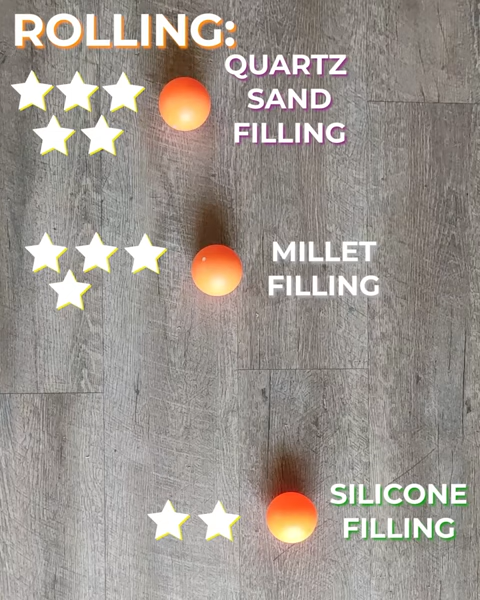 ROLLING:
QUARTZ
SAND
FILLING
MILLET
FILLING
SILICONE
FILLING